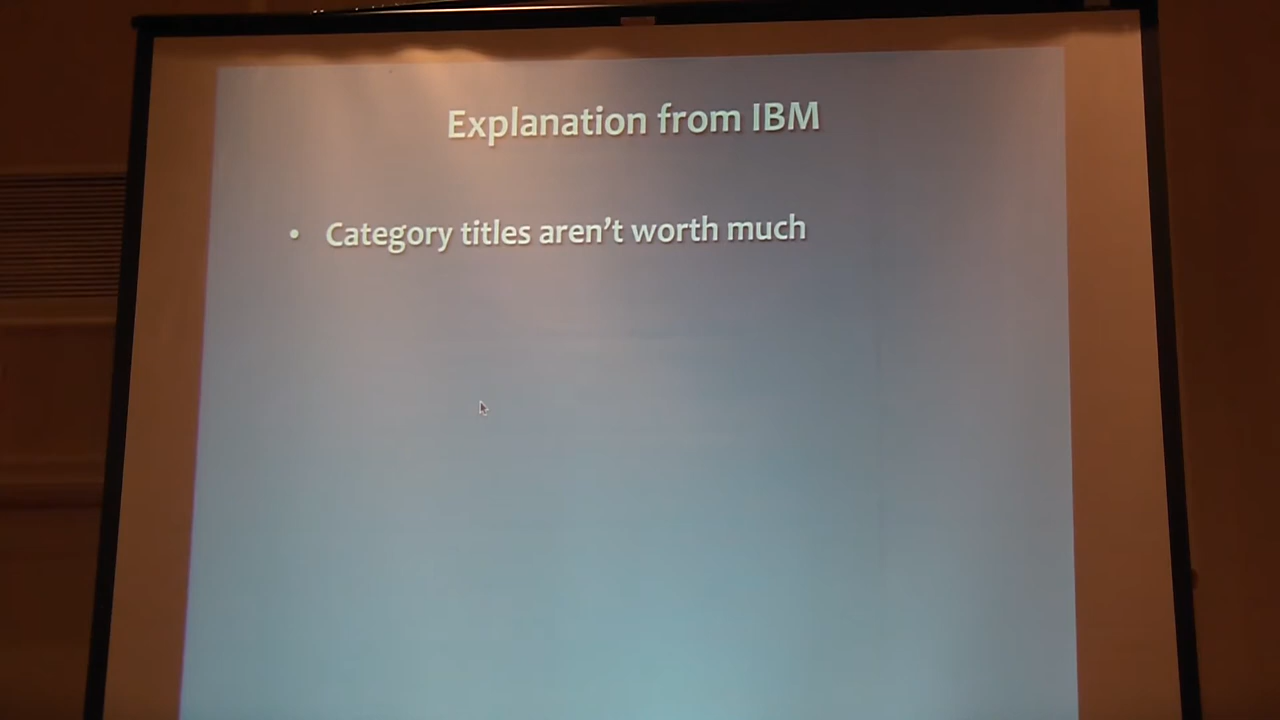 Explanation from IBM
• Category titles aren’t worth much